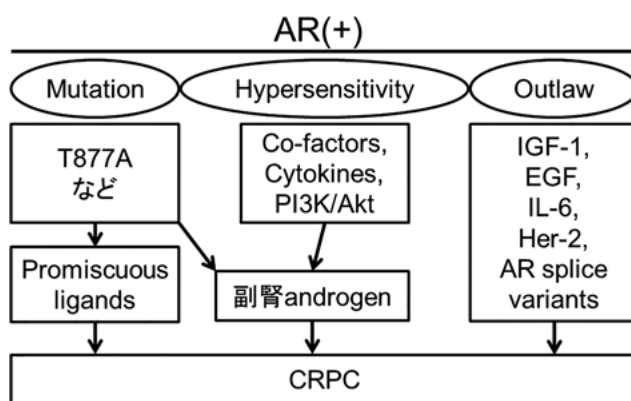 AR(+)
Mutation
Hypersensitivity
Outlaw
T877A
など
Co-factors,
Cytokines,
PI3K/Akt
IGF-1,
EGF,
IL-6,
Her-2,
AR splice
variants
Promiscuous
ligands
副腎androgen
CRPC